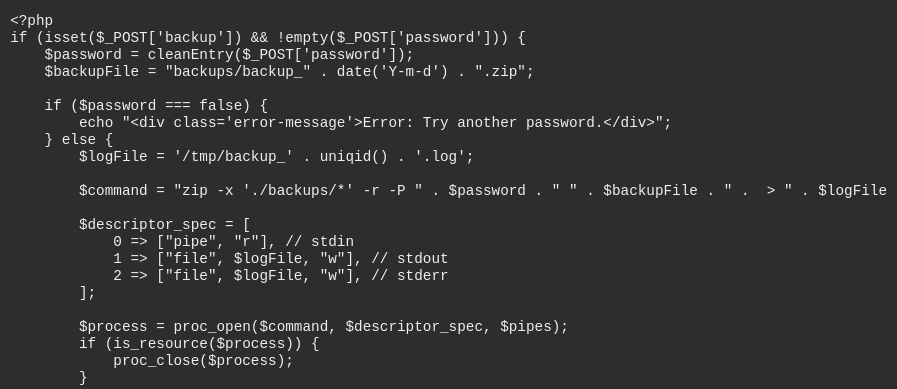 <?php
if (isset($_POST['backup']) && !empty($_POST['password'])) {
    $password = cleanEntry($_POST['password']);
    $backupFile = "backups/backup_" . date('Y-m-d') . ".zip";

    if ($password === false) {
        echo "<div class='error-message'>Error: Try another password.</div>";
    } else {
        $logFile = '/tmp/backup_' . uniqid() . '.log';

        $command = "zip -x './backups/*' -r -P " . $password . " " . $backupFile . " .  > " . $logFile

        $descriptor_spec = [
            0 => ["pipe", "r"], // stdin
            1 => ["file", $logFile, "w"], // stdout
            2 => ["file", $logFile, "w"], // stderr
        ];

        $process = proc_open($command, $descriptor_spec, $pipes);
        if (is_resource($process)) {
            proc_close($process);
        }